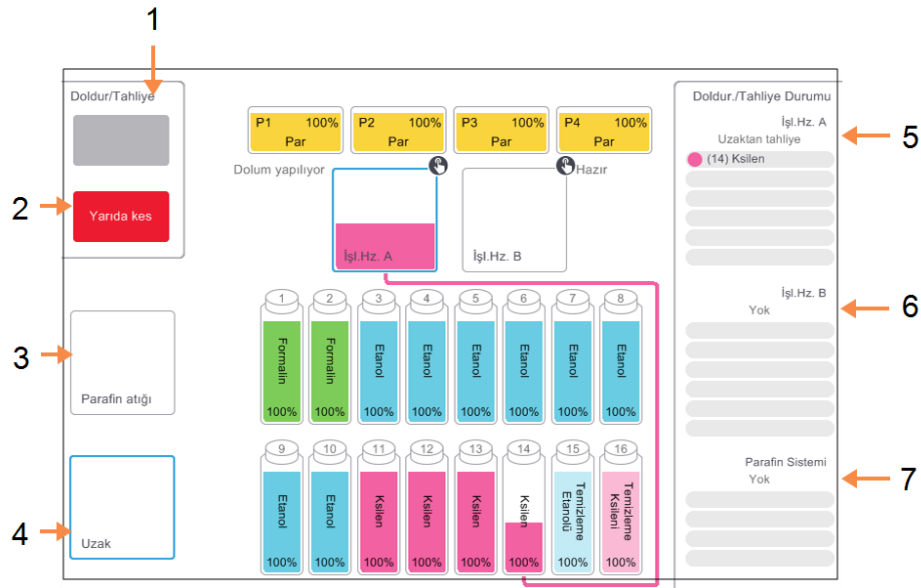 1
Doldur/Tahliye
2
Yarıda kes
3
Parafin atığı
4
Uzak
P1 100%
Par
P2 100%
Par
P3 100%
Par
P4 100%
Par
Dolum yapılıyor
Hazır
İşl.Hz. A
İşl.Hz. B
1
Formalin
100%
2
Formalin
100%
3
Etanol
100%
4
Etanol
100%
5
Etanol
100%
6
Etanol
100%
7
Etanol
100%
8
Etanol
100%
9
Etanol
100%
10
Etanol
100%
11
Ksilen
100%
12
Ksilen
100%
13
Ksilen
100%
14
Ksilen
100%
15
Temizleme
Etanolü
100%
16
Temizleme
Ksileni
100%
Doldur./Tahliye Durumu
İşl.Hz. A
Uzaktan tahliye
(14) Ksilen
5
İşl.Hz. B
Yok
6
Parafin Sistemi
Yok
7